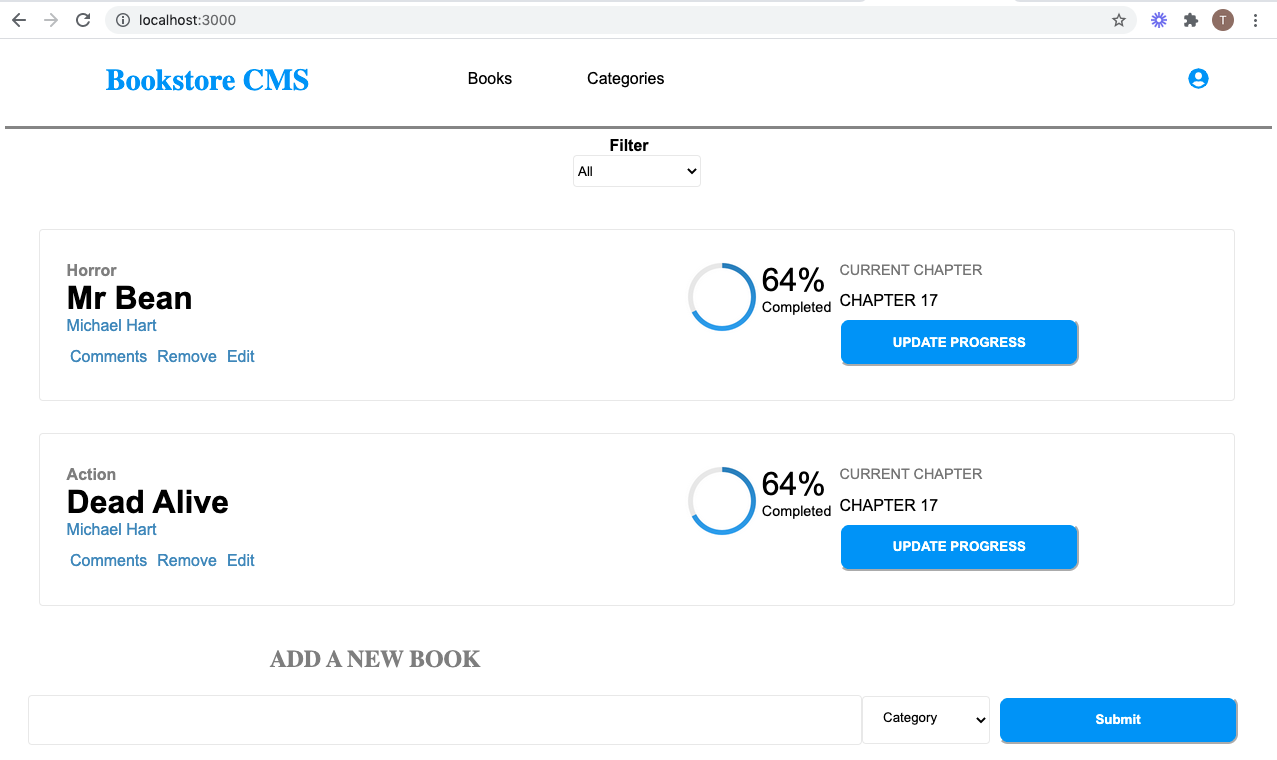 localhost:3000
T
Bookstore CMS Books Categories
Filter
All
Horror
Mr Bean
Michael Hart
Comments Remove Edit
64%
Completed
CURRENT CHAPTER
CHAPTER 17
UPDATE PROGRESS
Action
Dead Alive
Michael Hart
Comments Remove Edit
64%
Completed
CURRENT CHAPTER
CHAPTER 17
UPDATE PROGRESS
ADD A NEW BOOK
Category
Submit